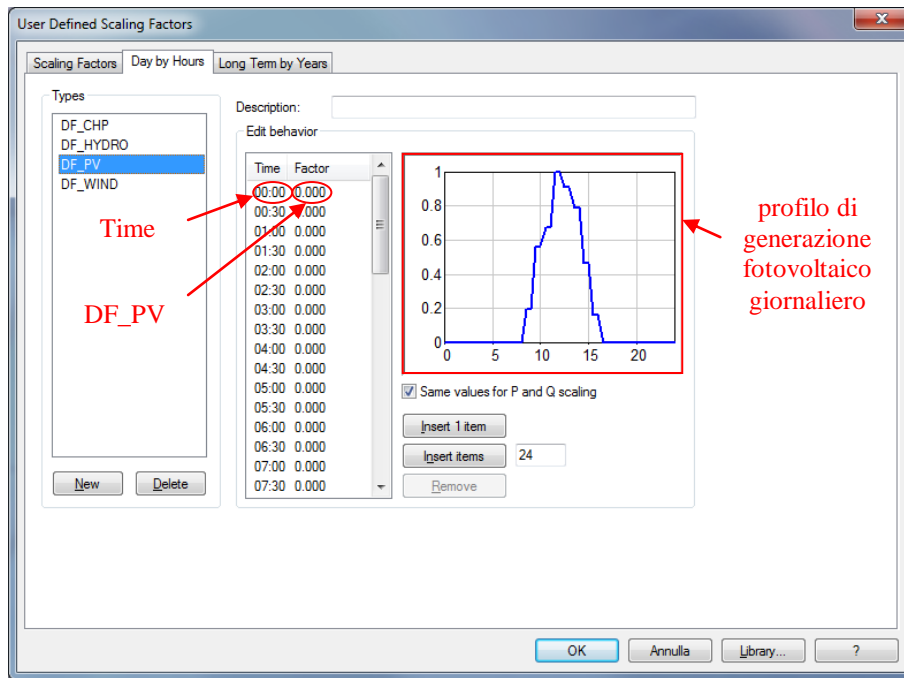 User Defined Scaling Factors
x
Scaling Factors Day by Hours Long Term by Years
Types
DF_CHP
DF_HYDRO
DF_PV
DF_WIND
New Delete
Description:
Edit behavior
Time Factor
00:00 0.000
00:30 0.000
01:00 0.000
01:30 0.000
02:00 0.000
02:30 0.000
03:00 0.000
03:30 0.000
04:00 0.000
04:30 0.000
05:00 0.000
05:30 0.000
06:00 0.000
06:30 0.000
07:00 0.000
07:30 0.000
Time
DF_PV
1
0.8
0.6
0.4
0.2
0
0 5 10 15 20
Same values for P and Q scaling
Insert 1 item
Insert items 24
Remove
profilo di
generazione
fotovoltaico
giornaliero
OK Annulla Library... ?